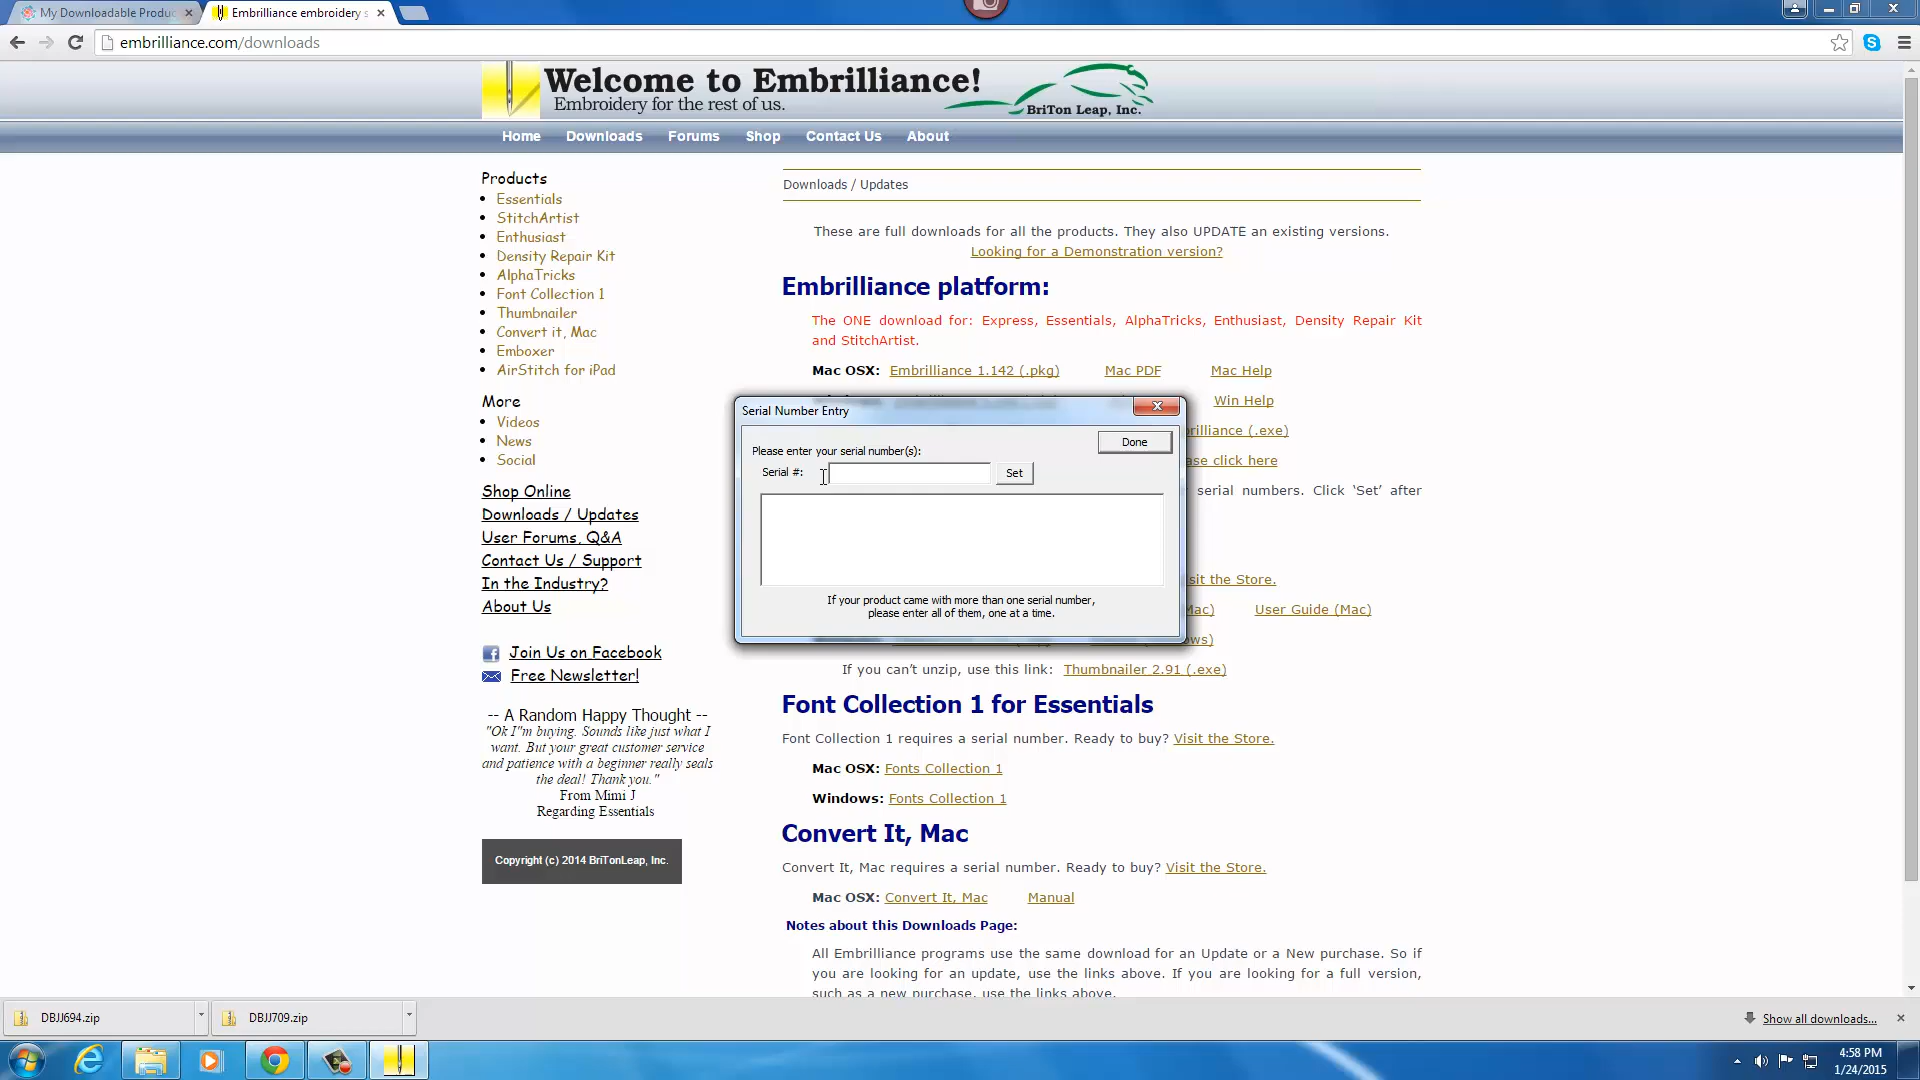 My Downloadable Produc
Embrilliance embroidery s
embrilliance.com/downloads
Welcome to Embrilliance!
Embroidery for the rest of us.
BriTon Leap, Inc.
Home Downloads Forums Shop Contact Us About
Products
Essentials
StitchArtist
Enthusiast
Density Repair Kit
AlphaTricks
Font Collection 1
Thumbnailer
Convert it, Mac
Emboxer
AirStitch for iPad
More
Videos
News
Social
Shop Online
Downloads / Updates
User Forums, Q&A
Contact Us / Support
In the Industry?
About Us
Join Us on Facebook
Free Newsletter!
-- A Random Happy Thought --
"Ok I"m buying. Sounds like just what I
want. But your great customer service
and patience with a beginner really seals
the deal! Thank you."
From Mimi J
Regarding Essentials
Copyright (c) 2014 BriTonLeap, Inc.
Downloads / Updates
These are full downloads for all the products. They also UPDATE an existing versions.
Looking for a Demonstration version?
Embrilliance platform:
The ONE download for: Express, Essentials, AlphaTricks, Enthusiast, Density Repair Kit
and StitchArtist.
Mac OSX: Embrilliance 1.142 (.pkg) Mac PDF Mac Help
Win Help
rilliance (.exe)
ase click here
serial numbers. Click ‘Set’ after
Serial Number Entry
Done
Please enter your serial number(s):
Serial #: Set
If your product came with more than one serial number,
please enter all of them, one at a time.
sit the Store.
Mac) User Guide (Mac)
ows)
If you can’t unzip, use this link: Thumbnailer 2.91 (.exe)
Font Collection 1 for Essentials
Font Collection 1 requires a serial number. Ready to buy? Visit the Store.
Mac OSX: Fonts Collection 1
Windows: Fonts Collection 1
Convert It, Mac
Convert It, Mac requires a serial number. Ready to buy? Visit the Store.
Mac OSX: Convert It, Mac Manual
Notes about this Downloads Page:
All Embrilliance programs use the same download for an Update or a New purchase. So if
you are looking for an update, use the links above. If you are looking for a full version,
such as a new purchase, use the links above.
DBJJ694.zip
DBJJ709.zip
Show all downloads...
4:58 PM
1/24/2015